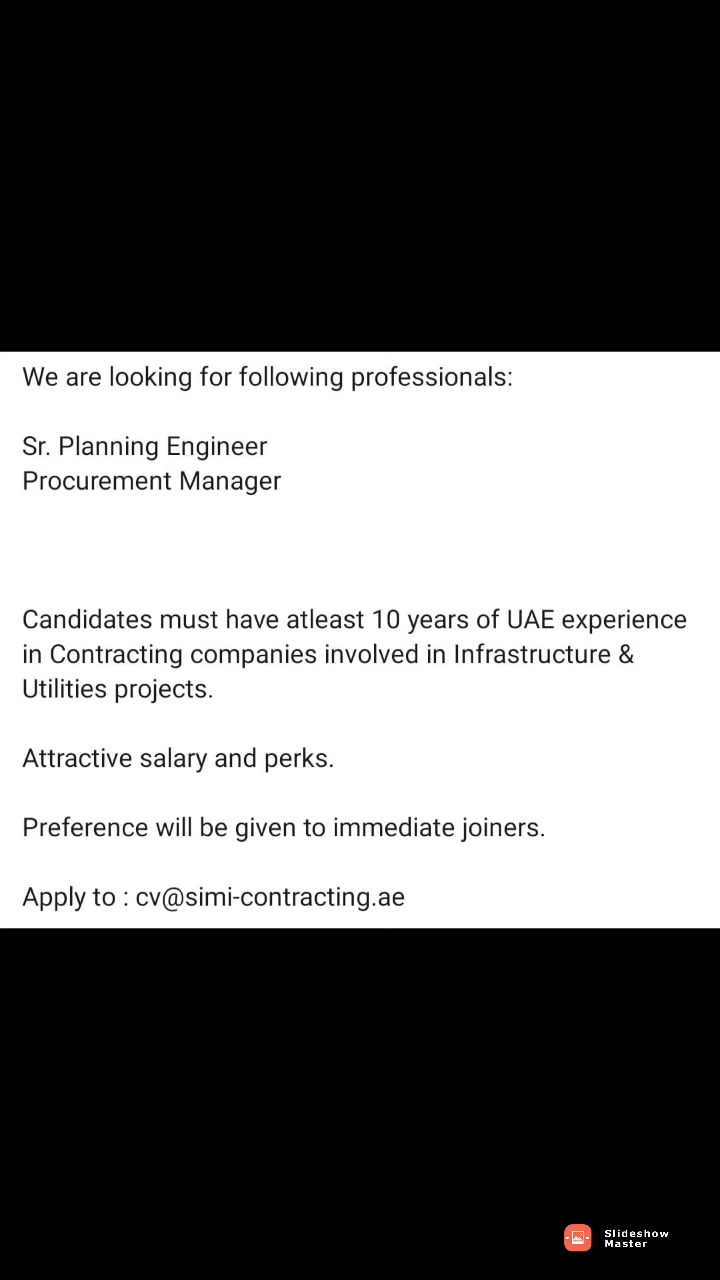 We are looking for following professionals:
Sr. Planning Engineer
Procurement Manager
Candidates must have atleast 10 years of UAE experience
in Contracting companies involved in Infrastructure &
Utilities projects.
Attractive salary and perks.
Preference will be given to immediate joiners.
Apply to : cv@simi-contracting.ae
Slideshow
Master